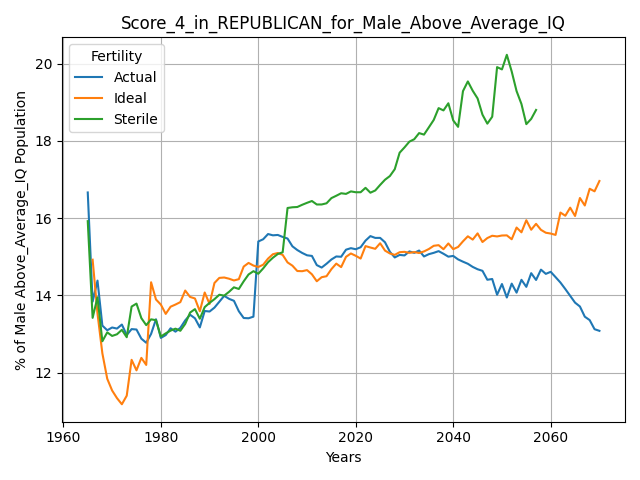 Score_4_in_REPUBLICAN_for_Male_Above_Average_IQ
Fertility
Actual
Ideal
Sterile
% of Male Above_Average_IQ Population
20
18
16
14
12
1960
1980
2000
2020
2040
2060
Years